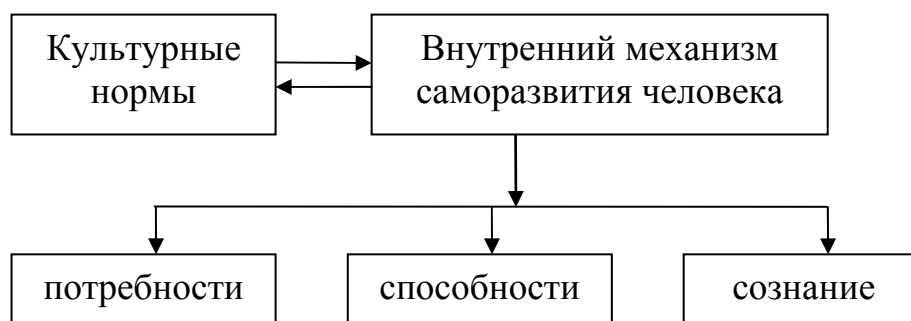 Культурные
нормы
Внутренний механизм
саморазвития человека
потребности
способности
сознание